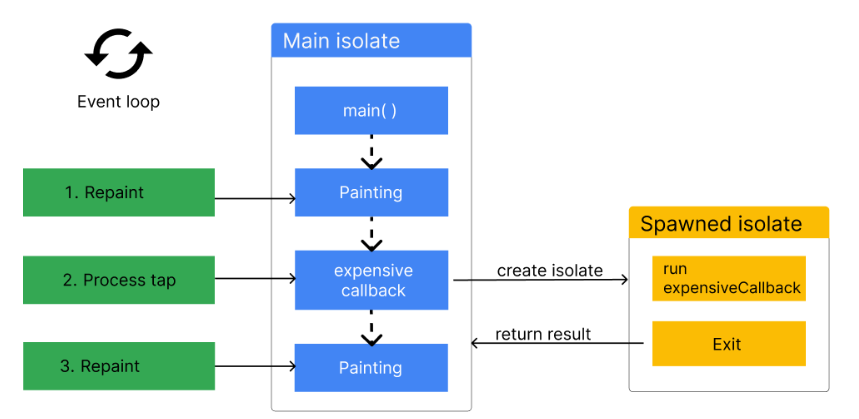 Event loop
Main isolate
main( )
1. Repaint
Painting
2. Process tap
expensive
callback
create isolate
Spawned isolate
run
expensiveCallback
return result
Exit
3. Repaint
Painting